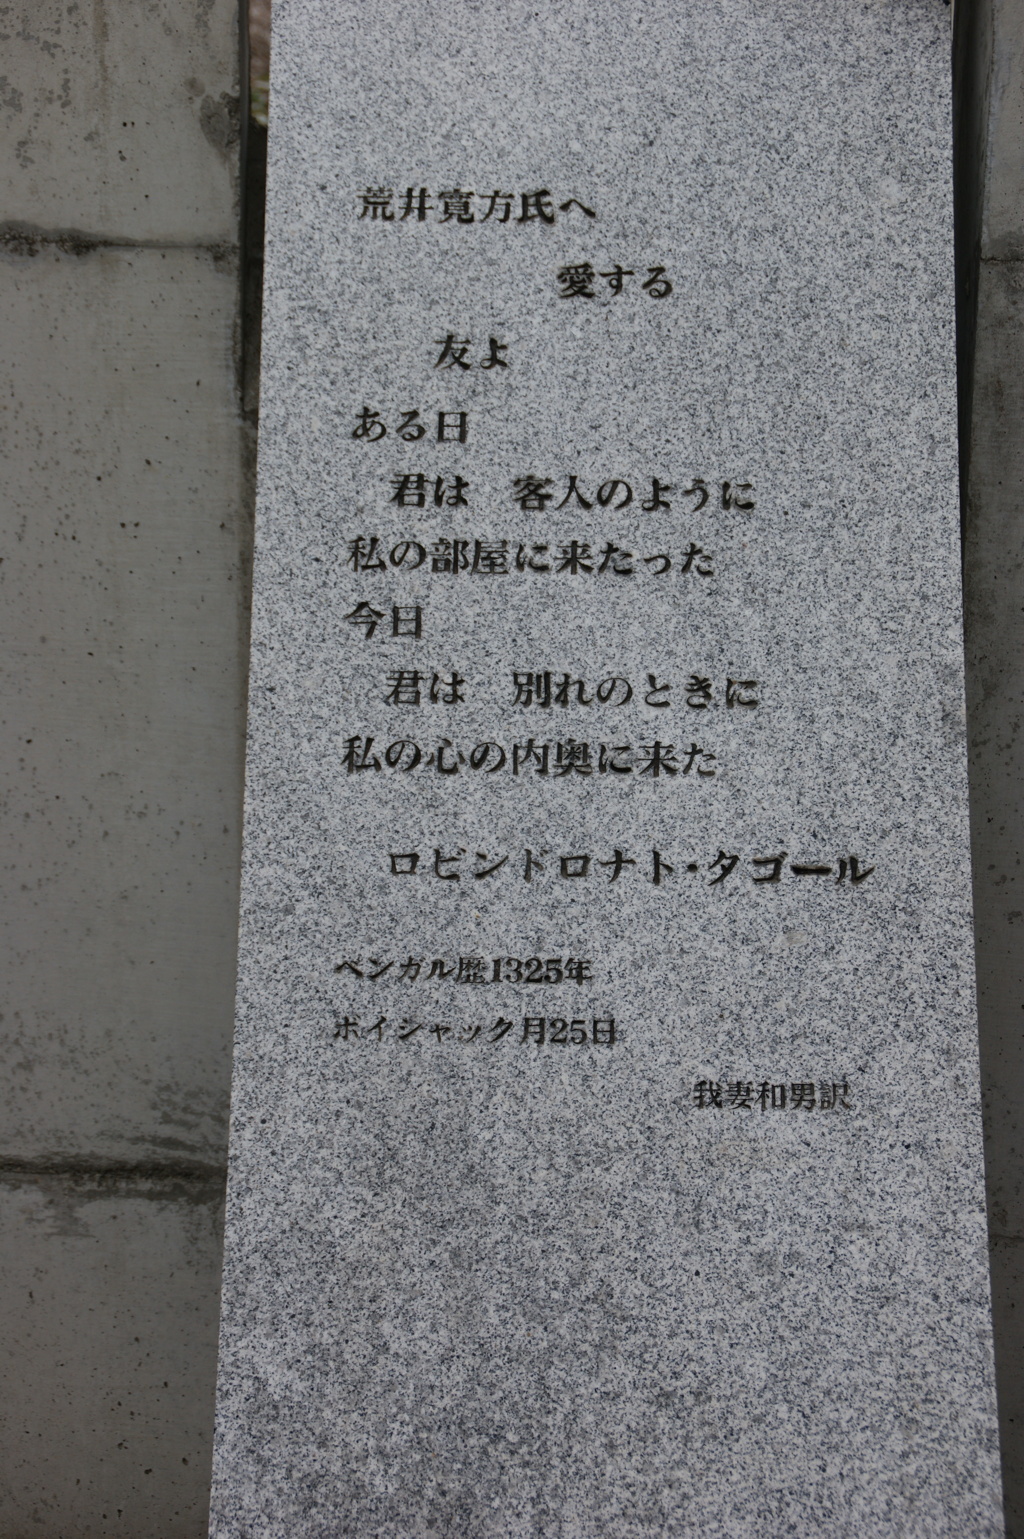 荒井寛方氏へ
愛する
友よ
ある日
君は　客人のように
私の部屋に来たった
今日
君は　別れのときに
私の心の内奥に来た
ロビンドロナト・タゴール
ベンガル歴1325年
ボイシャック月25日
我妻和男訳